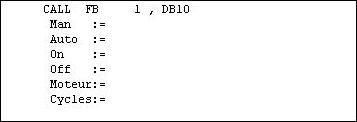 CALL FB 1 , DB10
Man :=
Auto :=
On :=
Off :=
Moteur:=
Cycles:=